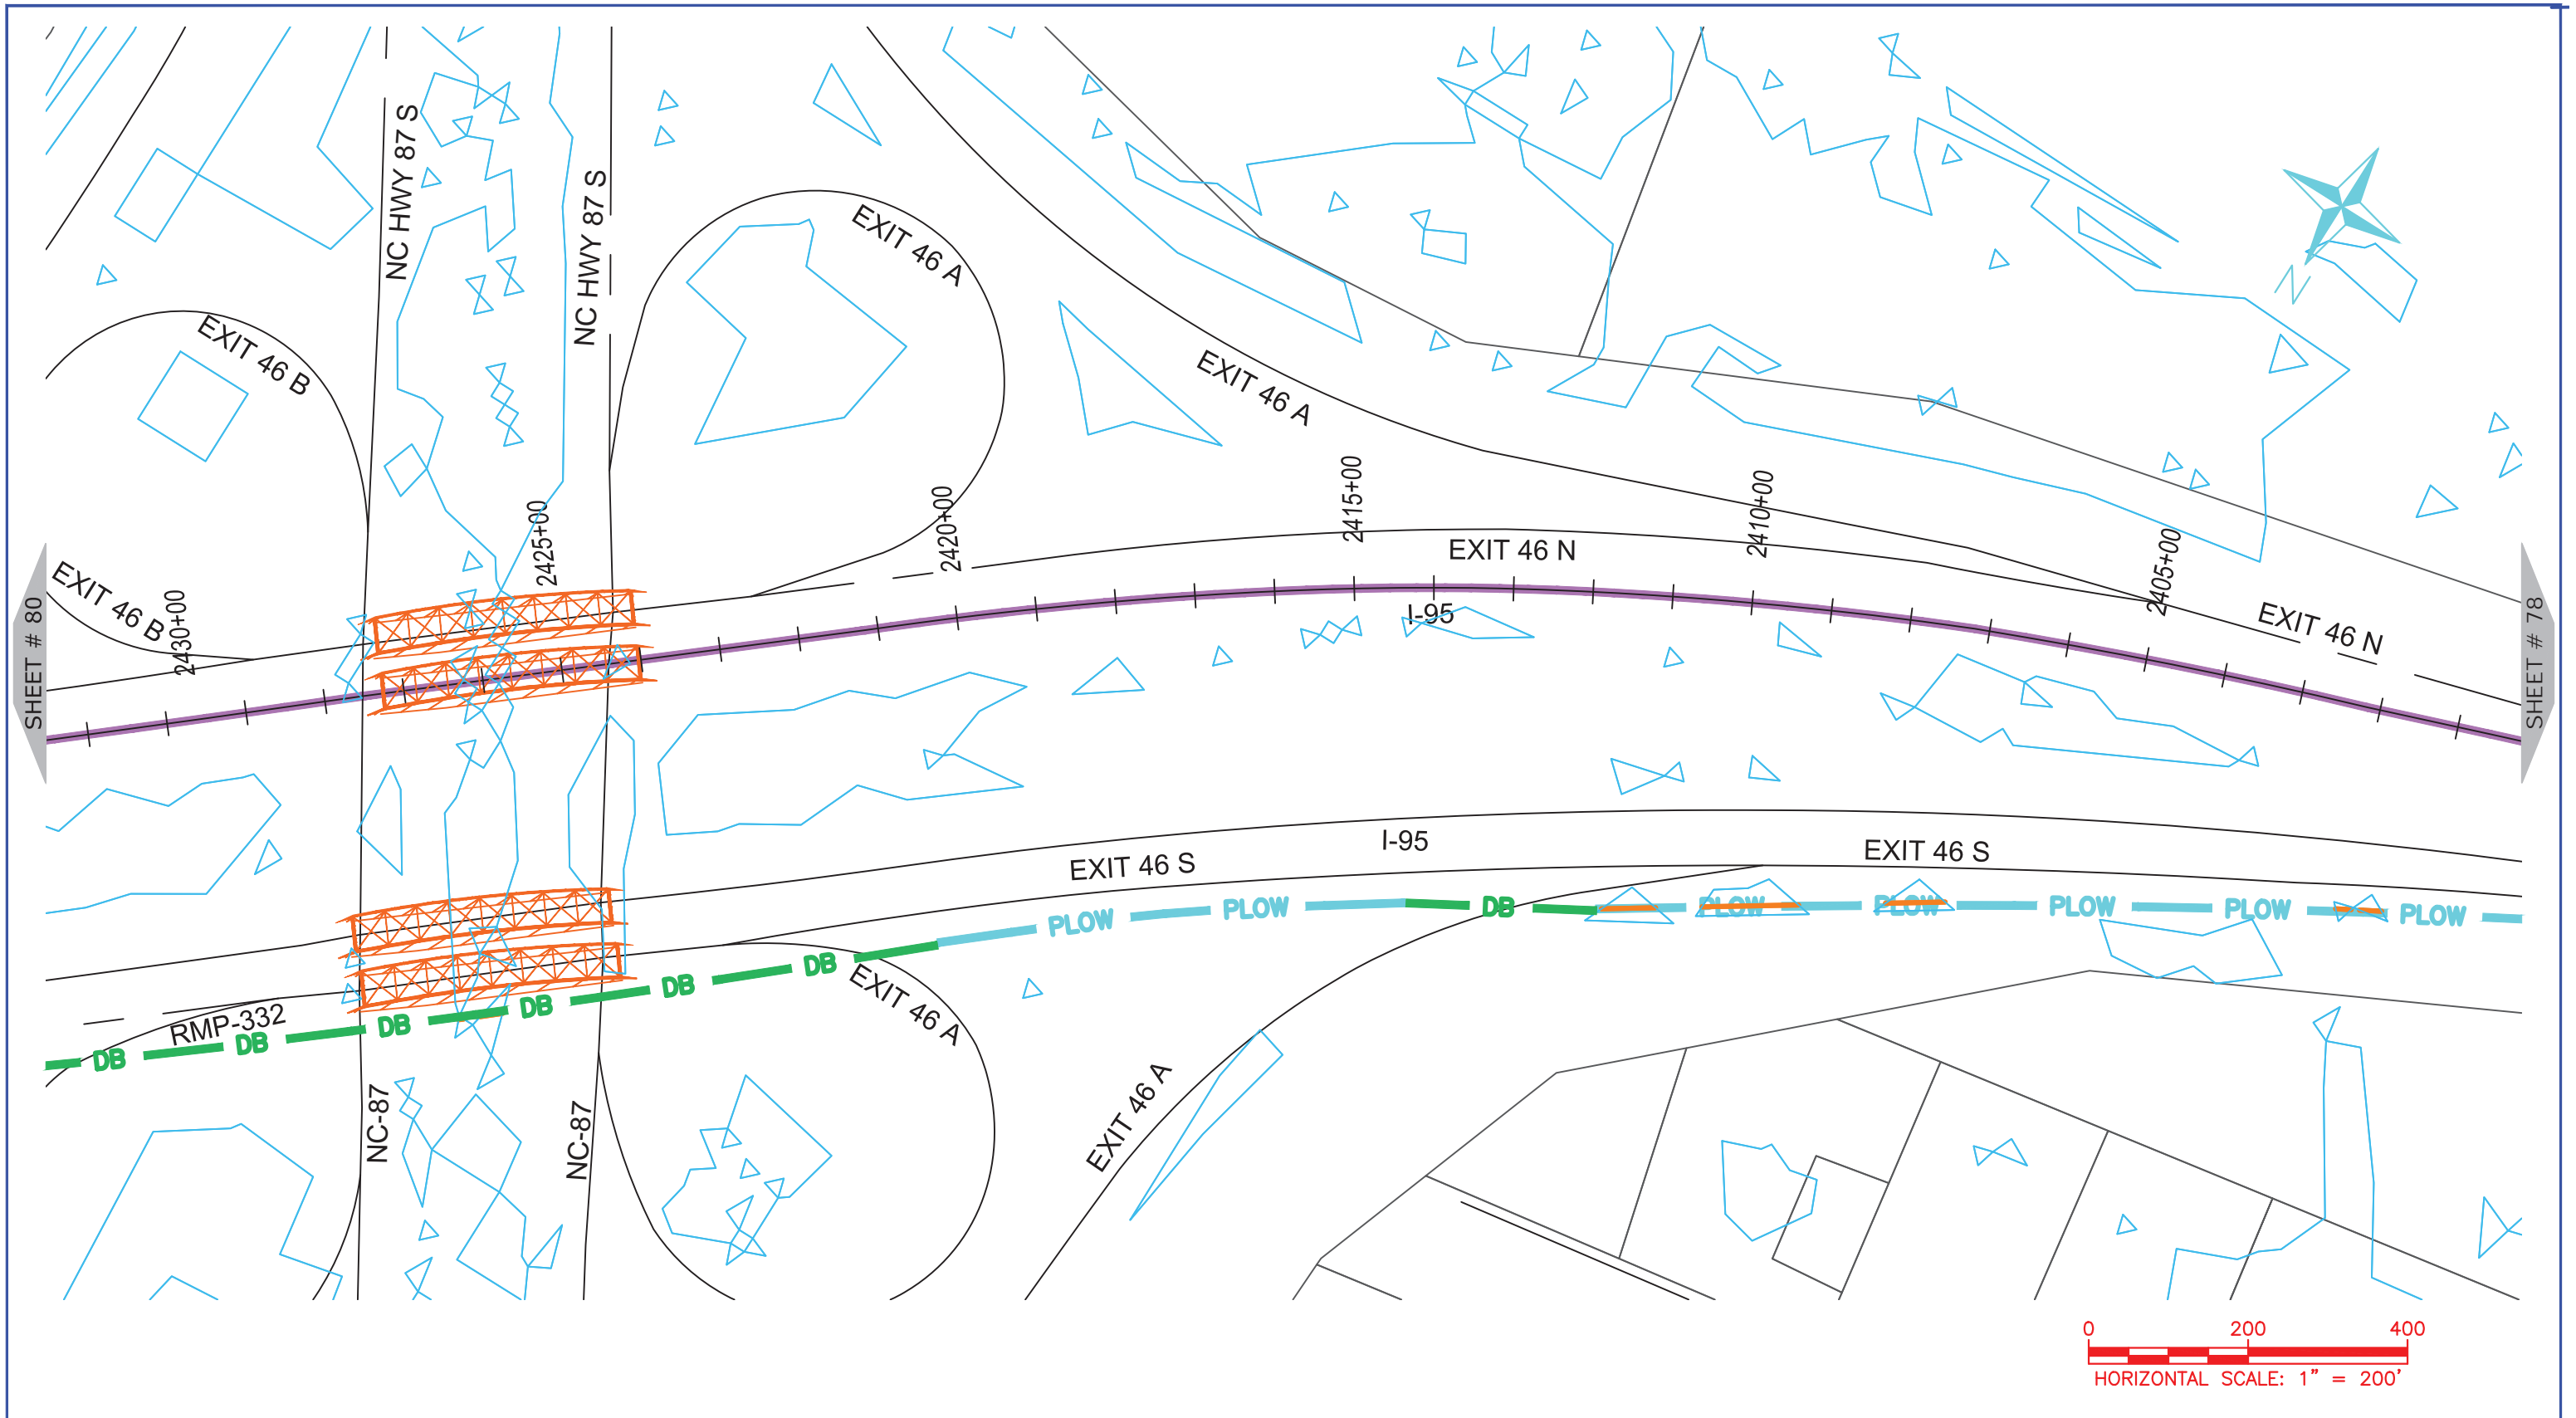 NC HWY 87 S
NC HWY 87 S
EXIT 46 A
EXIT 46 B
EXIT 46 A
N
2430+00
2425+00
2420+00
2415+00
2410+00
2405+00
EXIT 46 B
EXIT 46 N
I-95
EXIT 46 N
SHEET # 80
SHEET # 78
I-95
EXIT 46 S
EXIT 46 S
PLOW
PLOW
DB
PLOW
PLOW
PLOW
PLOW
PLOW
RMP-332
DB
DB
DB
DB
DB
DB
EXIT 46 A
EXIT 46 A
NC-87
NC-87
0 200 400
HORIZONTAL SCALE: 1" = 200'